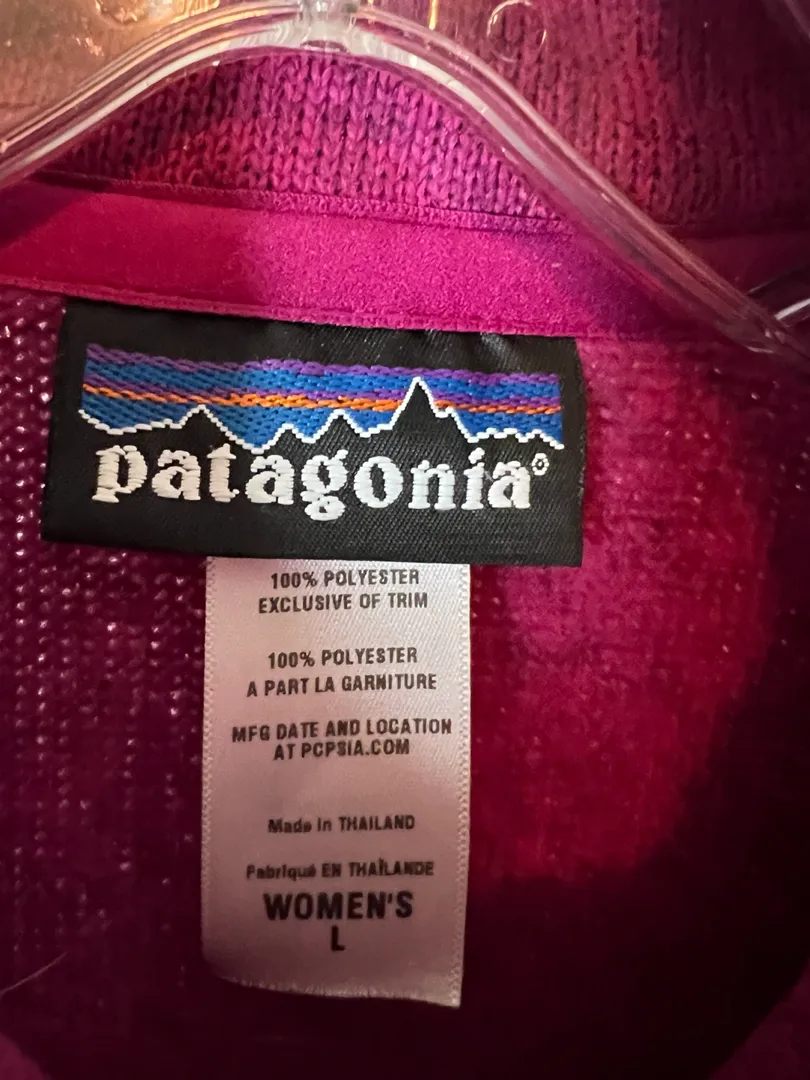 patagonia®
100% POLYESTER
EXCLUSIVE OF TRIM
100% POLYESTER
A PART LA GARNITURE
MFG DATE AND LOCATION
AT PCPSIA.COM
Made in THAILAND
Fabriqué EN THAÏLANDE
WOMEN'S
L